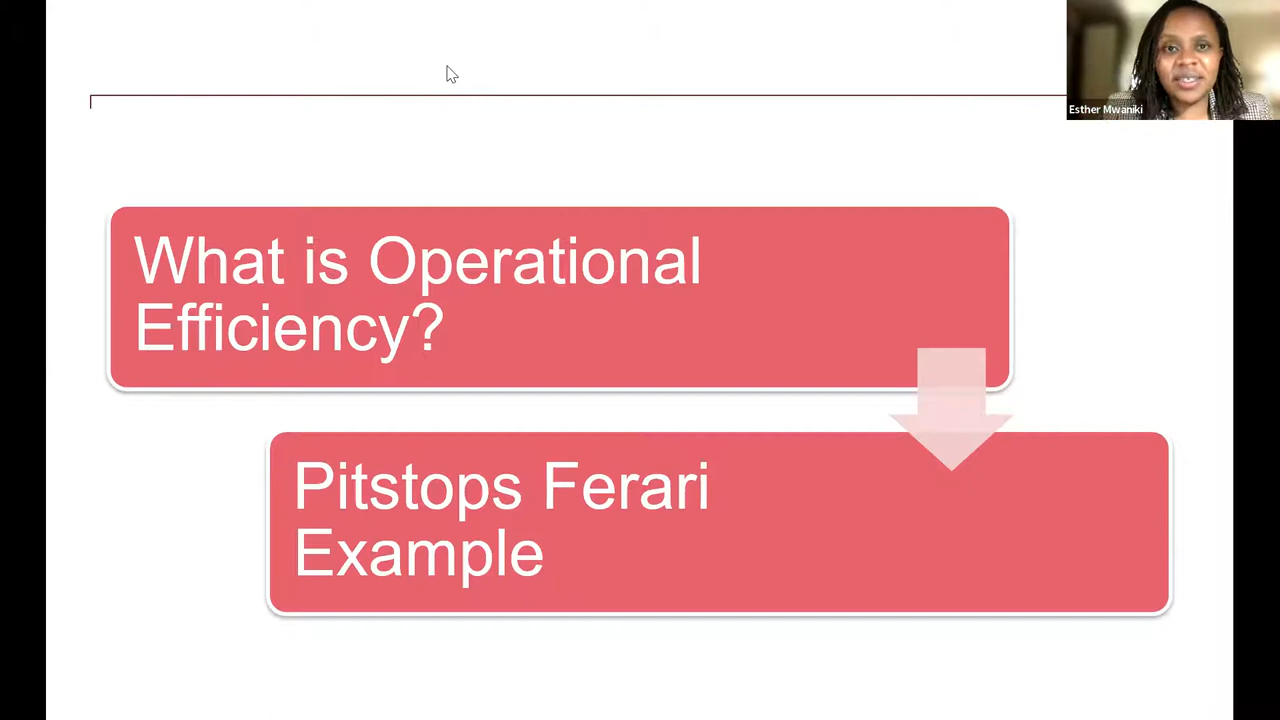 Esther Mwaniki
What is Operational
Efficiency?
Pitstops Ferari
Example